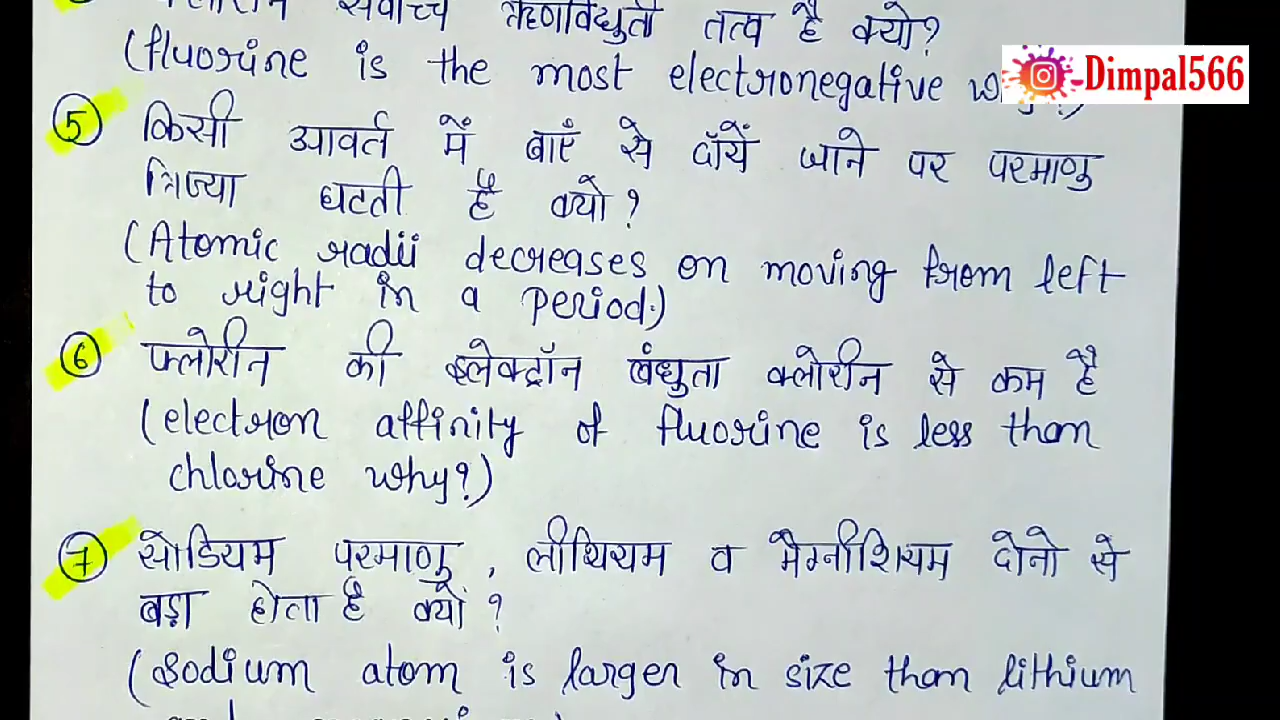 सर्वोच्च ऋणविद्युती तत्व है क्यो?
(fluorine is the most electronegative
Dimpal566
5 किसी आवर्त में बाएं से दॉयें जाने पर परमाणु
त्रिज्या घटती है क्यो?
(Atomic radii decreases on moving from left
to right in a period.)
6 फ्लोरीन की इलेक्ट्रॉन बंधुता क्लोरीन से कम है
(electron affinity of fluorine is less than
chlorine why?)
7 सोडियम परमाणु, लीथियम व मैग्नीशियम दोनो से
बड़ा होता है क्यों ?
(Sodium atom is larger in size than lithium